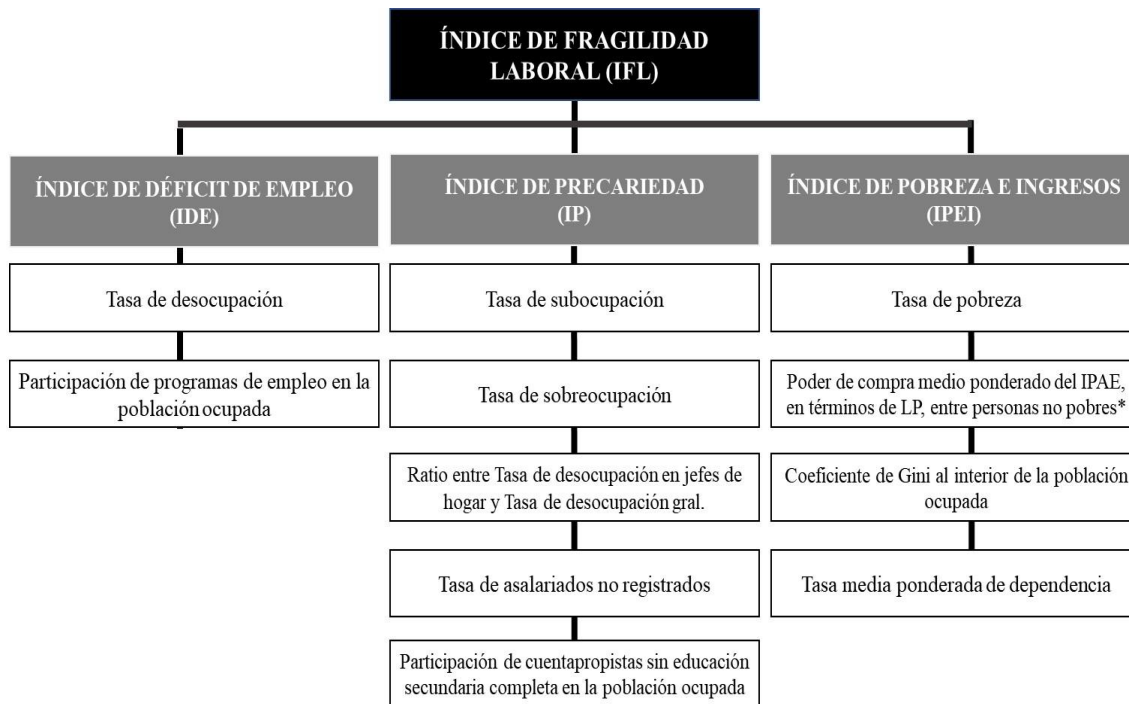 ÍNDICE DE FRAGILIDAD
LABORAL (IFL)
ÍNDICE DE DÉFICIT DE EMPLEO
(IDE)
Tasa de desocupación
Participación de programas de empleo en la
población ocupada
ÍNDICE DE PRECARIEDAD
(IP)
Tasa de subocupación
Tasa de sobreocupación
Ratio entre Tasa de desocupación en jefes de
hogar y Tasa de desocupación gral.
Tasa de asalariados no registrados
Participación de cuentapropistas sin educación
secundaria completa en la población ocupada
ÍNDICE DE POBREZA E INGRESOS
(IPEI)
Tasa de pobreza
Poder de compra medio ponderado del IPAE,
en términos de LP, entre personas no pobres*
Coeficiente de Gini al interior de la población
ocupada
Tasa media ponderada de dependencia